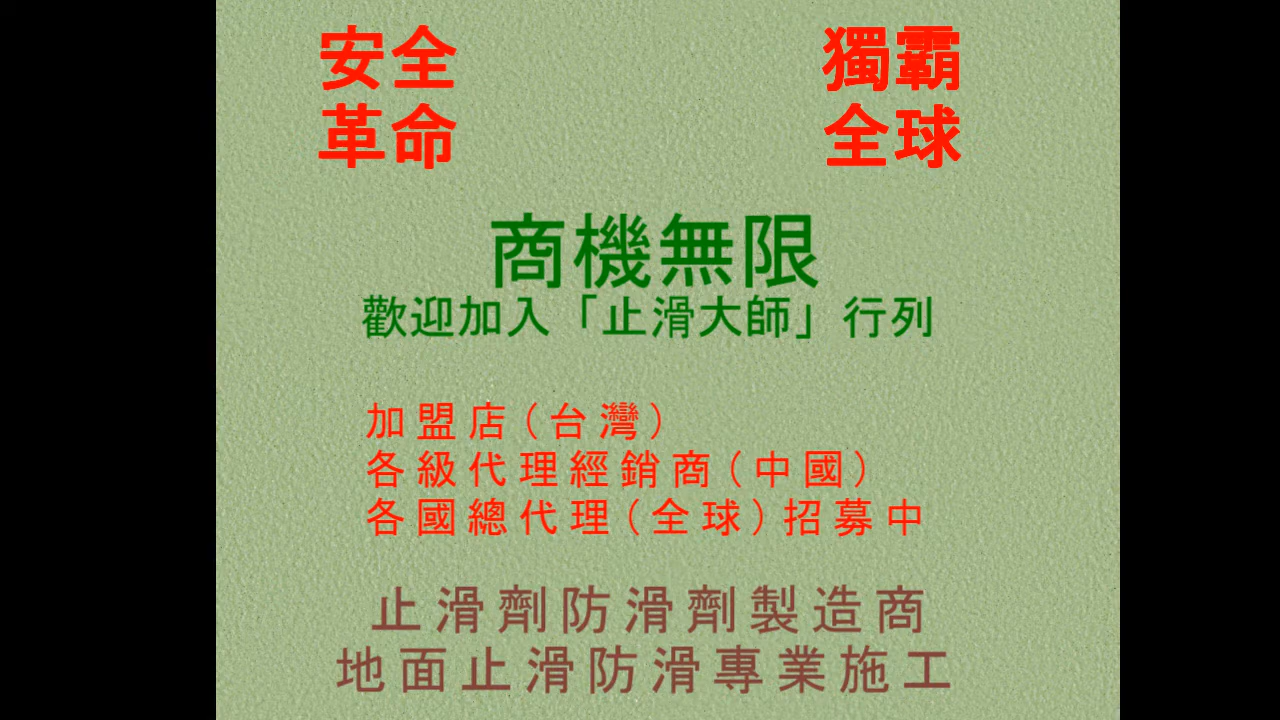 安全 獨霸
革命 全球
商機無限
歡迎加入「止滑大師」行列
加盟店(台灣)
各級代理經銷商(中國)
各國總代理(全球)招募中
止滑劑防滑劑製造商
地面止滑防滑專業施工